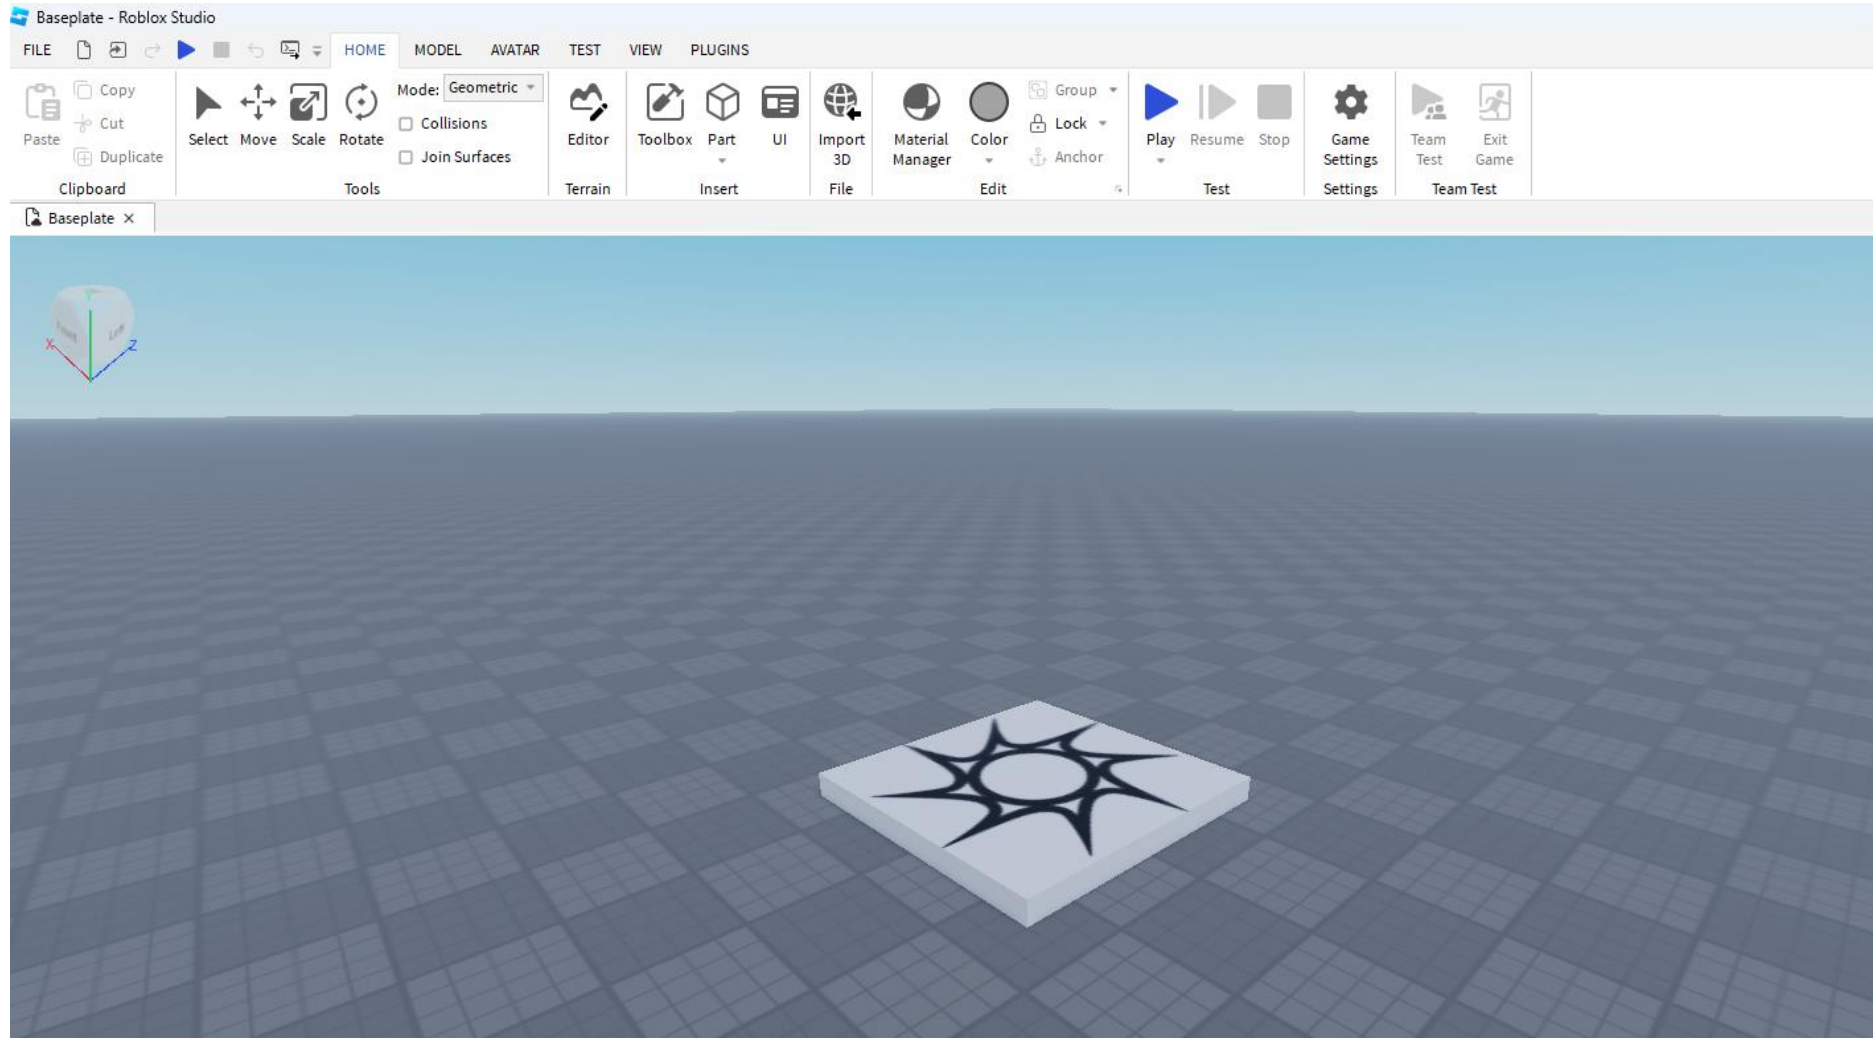 Baseplate - Roblox Studio
FILE HOME MODEL AVATAR TEST VIEW PLUGINS
Paste
Copy
Cut
Duplicate
Clipboard
Select Move Scale Rotate
Mode: Geometric
Collisions
Join Surfaces
Tools
Editor
Terrain
Toolbox Part UI
Insert
Import
3D
File
Material
Manager
Color
Group
Lock
Anchor
Edit
Play Resume Stop
Test
Game
Settings
Settings
Team
Test
Exit
Game
Team Test
Baseplate
Y
Left
X
Z